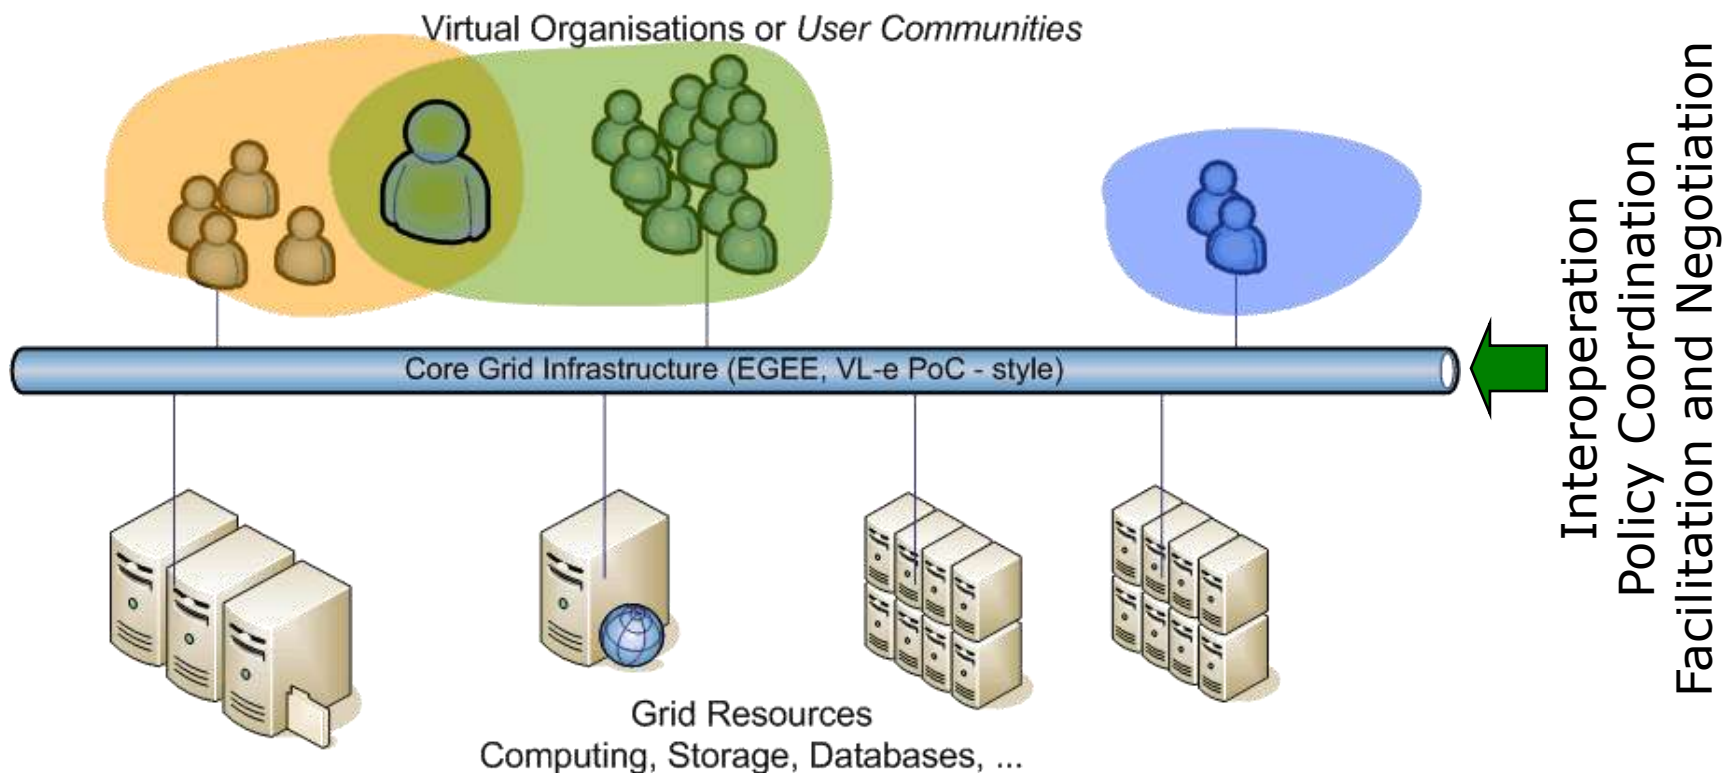 Virtual Organisations or User Communities
Core Grid Infrastructure (EGEE, VL-e PoC - style)
Grid Resources
Computing, Storage, Databases, ...
Interoperation
Policy Coordination
Facilitation and Negotiation